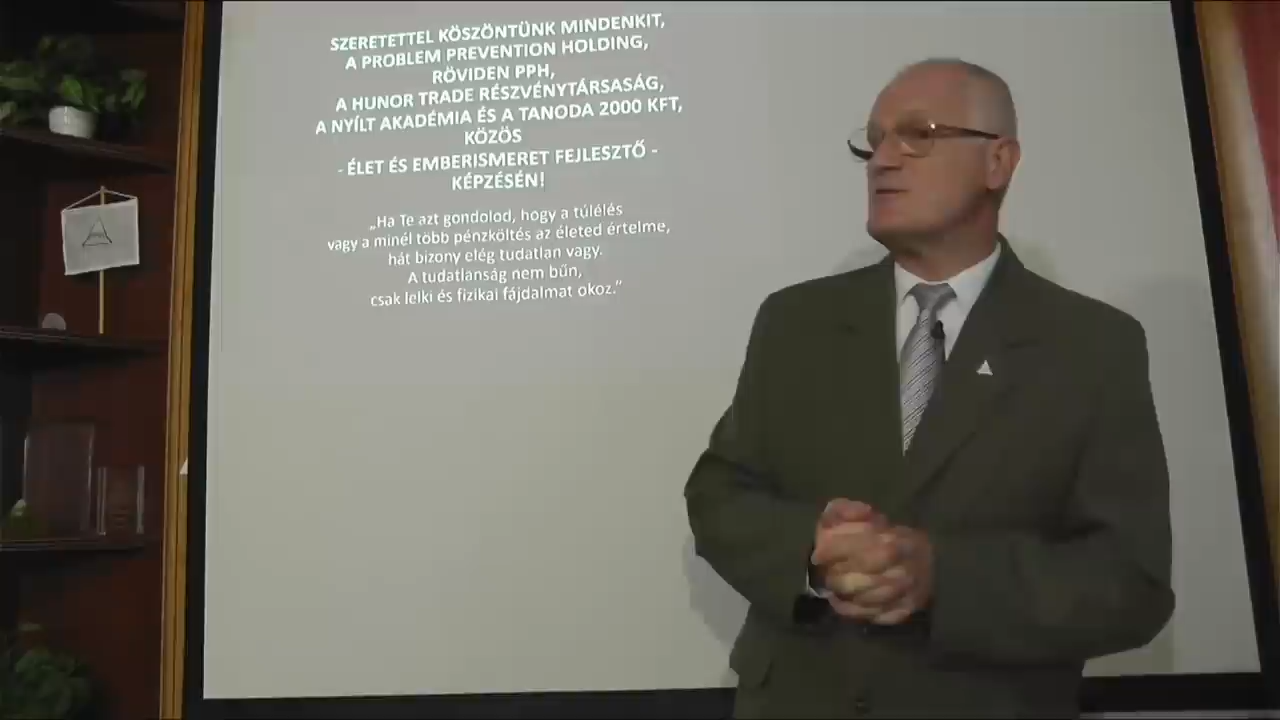 SZERETETTEL KÖSZÖNTÜNK MINDENKIT,
A PROBLEM PREVENTION HOLDING,
RÖVIDEN PPH,
A HUNOR TRADE RÉSZVÉNYTÁRSASÁG,
A NYÍLT AKADÉMIA ÉS A TANODA 2000 KFT,
KÖZÖS
- ÉLET ÉS EMBERISMERET FEJLESZTŐ -
KÉPZÉSÉN!
„Ha Te azt gondolod, hogy a túlélés
vagy a minél több pénzköltés az életed értelme,
hát bizony elég tudatlan vagy.
A tudatlanság nem bűn,
csak lelki és fizikai fájdalmat okoz.”